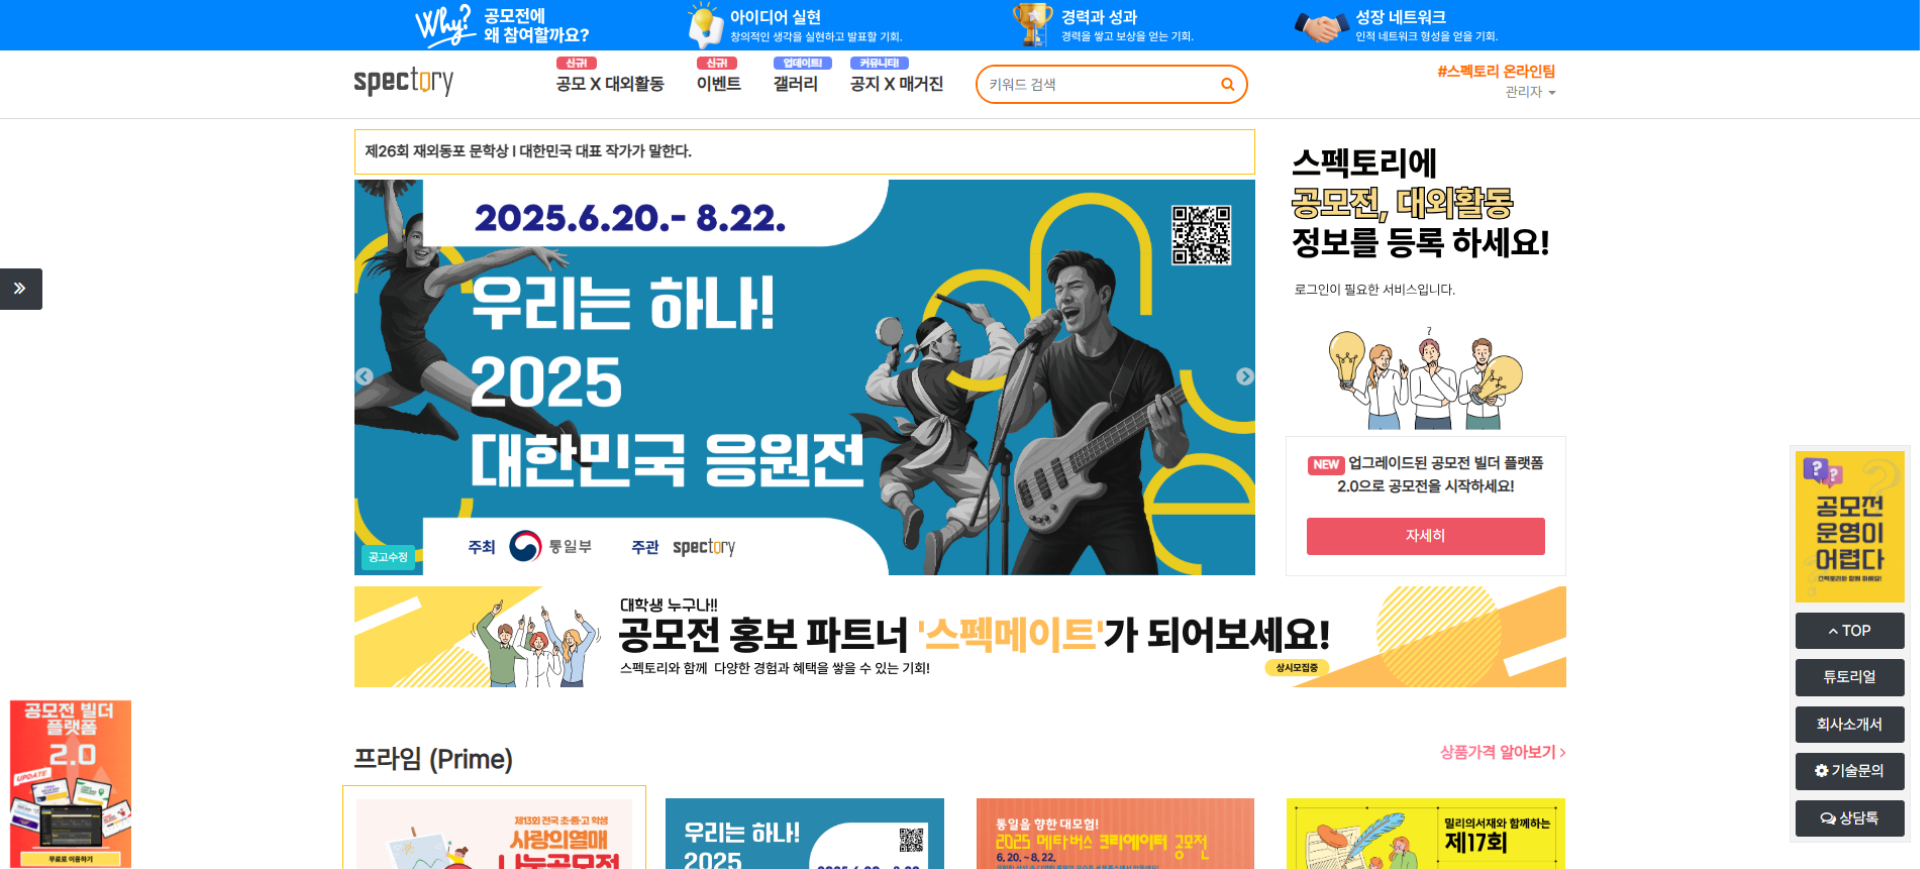 Why?
공모전에
왜 참여할까요?
아이디어 실현
창의적인 생각을 실현하고 발표할 기회.
경력과 성과
경력을 쌓고 보상을 얻는 기회.
성장 네트워크
인적 네트워크 형성을 얻을 기회.
spectory
신규!
공모 X 대외활동
신규!
이벤트
업데이트!
갤러리
커뮤니티!
공지 X 매거진
키워드 검색
#스펙토리 온라인팀
관리자
제26회 재외동포 문학상 I 대한민국 대표 작가가 말한다.
2025.6.20.- 8.22.
우리는 하나!
2025
대한민국 응원전
주최 통일부 주관 spectory
공고수정
스펙토리에
공모전, 대외활동
정보를 등록 하세요!
로그인이 필요한 서비스입니다.
?
NEW 업그레이드된 공모전 빌더 플랫폼
2.0으로 공모전을 시작하세요!
자세히
대학생 누구나!!
공모전 홍보 파트너 '스펙메이트'가 되어보세요!
스펙토리와 함께 다양한 경험과 혜택을 쌓을 수 있는 기회!
상시모집중
공모전 빌더
플랫폼
2.0
UPDATE
무료로 이용하기
? ?
공모전
운영이
어렵다
TOP
튜토리얼
회사소개서
기술문의
상담톡
프라임 (Prime)
상품가격 알아보기
제13회 전국 초·중·고 학생
사랑의열매
나눔공모전
우리는 하나!
2025
통일을 향한 대모험!
2025 메타버스 크리에이터 공모전
6. 20. ~ 8. 22.
밀리의서재와 함께하는
제17회